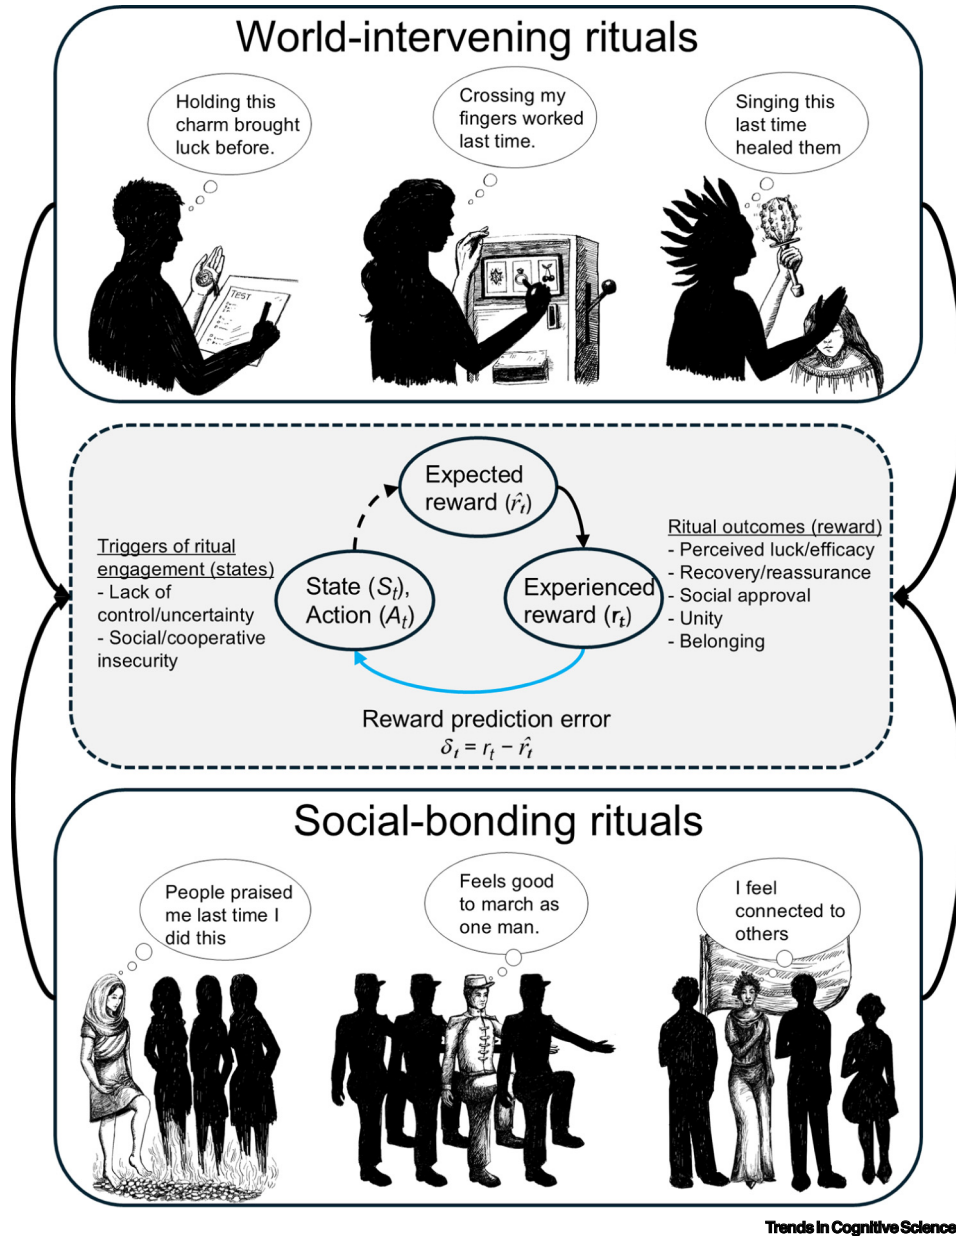 World-intervening rituals
Holding this
charm brought
luck before.
Crossing my
fingers worked
last time.
Singing this
last time
healed them
TEST
Expected
reward (r̂ₜ)
Triggers of ritual
engagement (states)
- Lack of
control/uncertainty
- Social/cooperative
insecurity
State (Sₜ),
Action (Aₜ)
Experienced
reward (rₜ)
Ritual outcomes (reward)
- Perceived luck/efficacy
- Recovery/reassurance
- Social approval
- Unity
- Belonging
Reward prediction error
δₜ = rₜ − r̂ₜ
Social-bonding rituals
People praised
me last time I
did this
Feels good
to march as
one man.
I feel
connected to
others
Trends in Cognitive Sciences